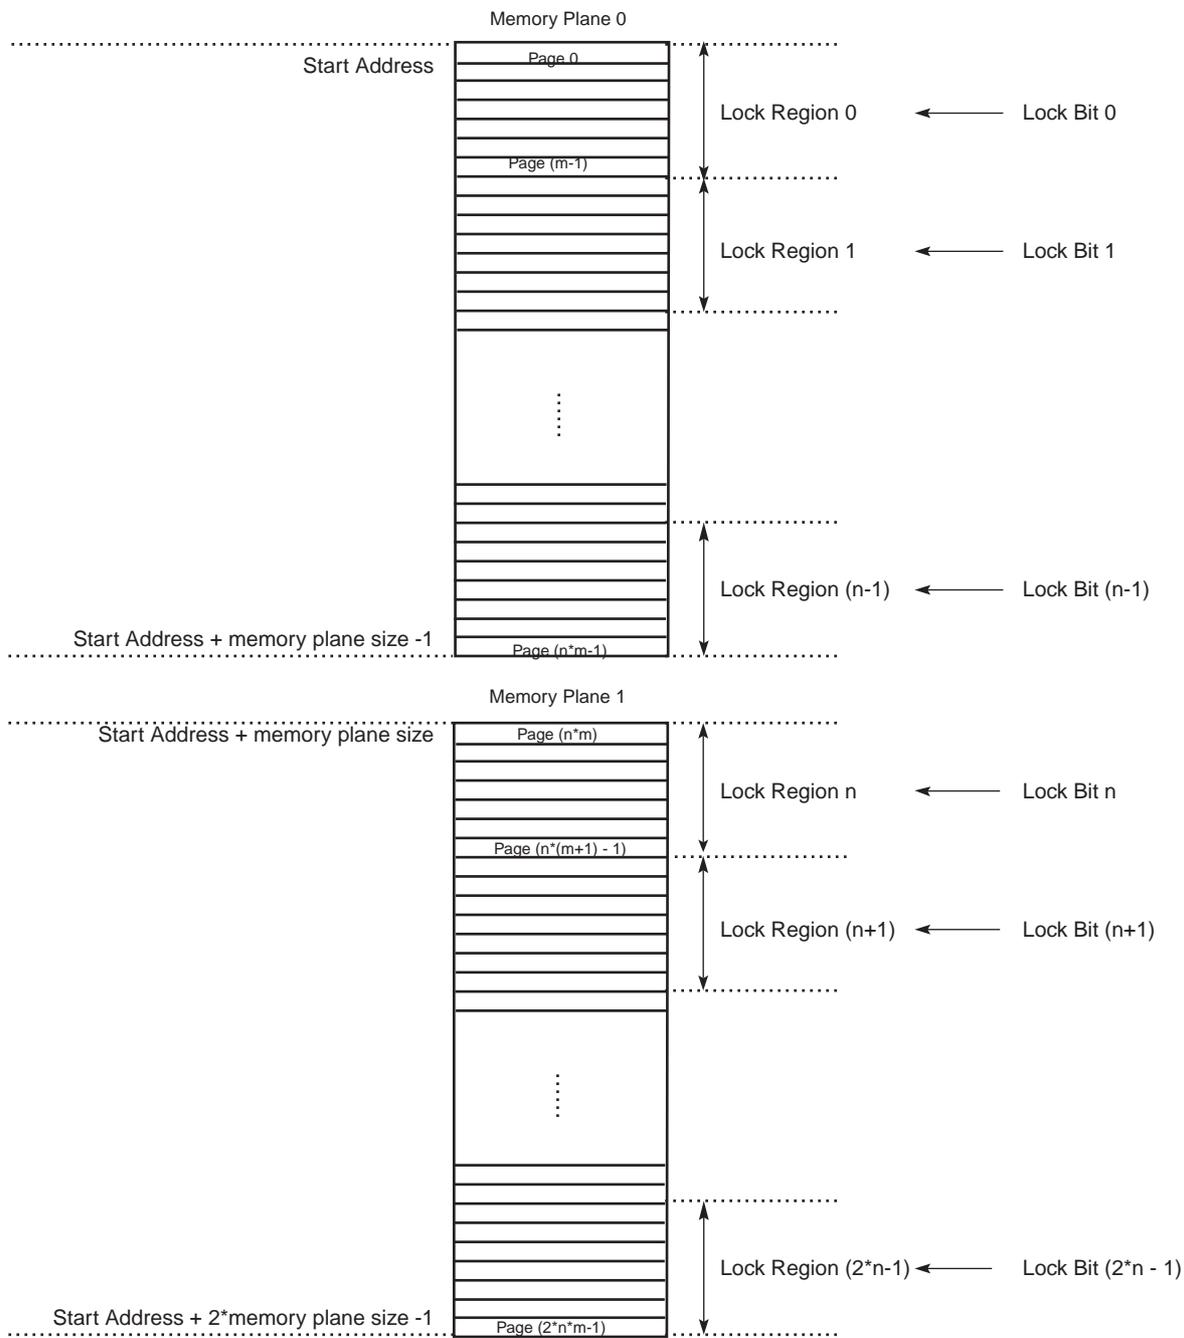 Memory Plane 0
Start Address
Page 0
Lock Region 0
Lock Bit 0
Page (m-1)
Lock Region 1
Lock Bit 1
Lock Region (n-1)
Lock Bit (n-1)
Start Address + memory plane size -1
Page (n*m-1)
Memory Plane 1
Start Address + memory plane size
Page (n*m)
Lock Region n
Lock Bit n
Page (n*(m+1) - 1)
Lock Region (n+1)
Lock Bit (n+1)
Lock Region (2*n-1)
Lock Bit (2*n - 1)
Start Address + 2*memory plane size -1
Page (2*n*m-1)